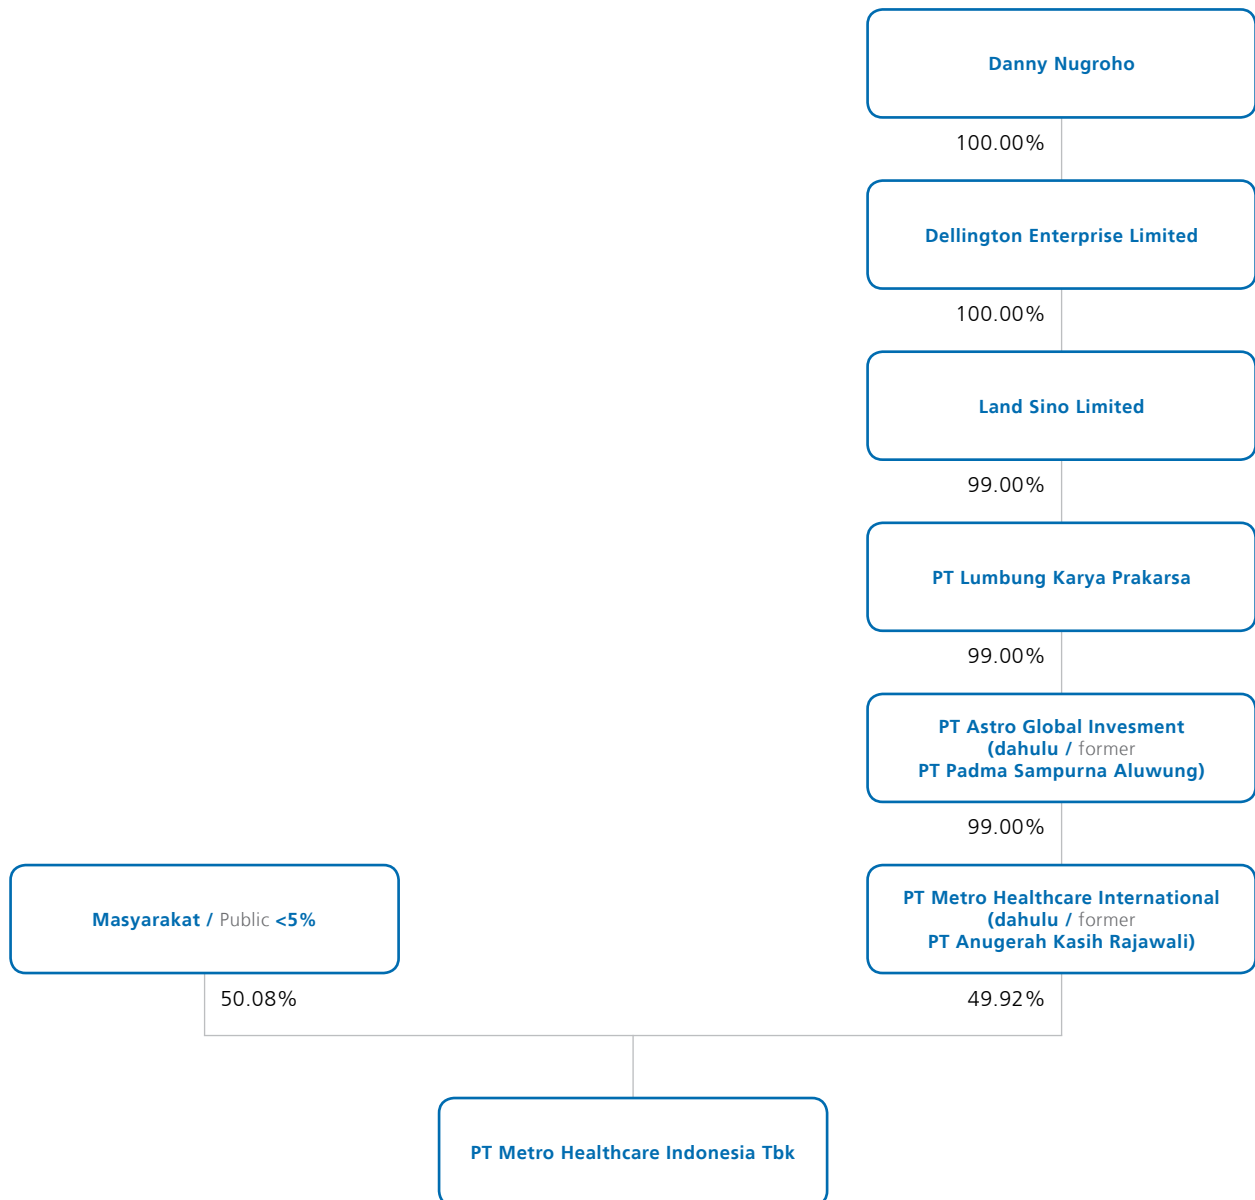 Danny Nugroho
100.00%
Dellington Enterprise Limited
100.00%
Land Sino Limited
99.00%
PT Lumbung Karya Prakarsa
99.00%
PT Astro Global Invesment
(dahulu / former
PT Padma Sampurna Aluwung)
99.00%
Masyarakat / Public <5%
PT Metro Healthcare International
(dahulu / former
PT Anugerah Kasih Rajawali)
50.08%
49.92%
PT Metro Healthcare Indonesia Tbk